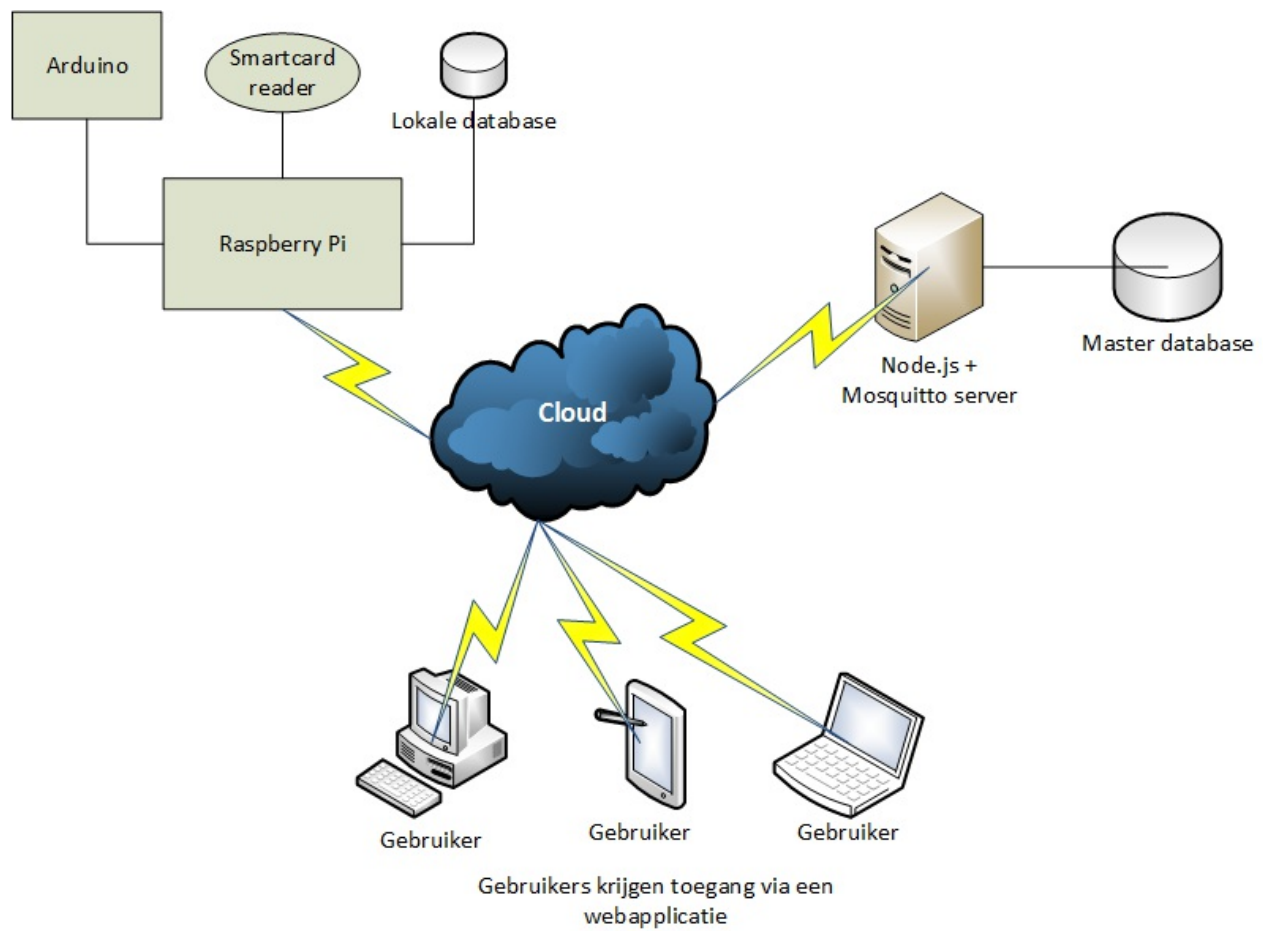 Arduino
Smartcard
reader
Lokale database
Raspberry Pi
Cloud
Node.js +
Mosquitto server
Master database
Gebruiker
Gebruiker
Gebruiker
Gebruikers krijgen toegang via een
webapplicatie